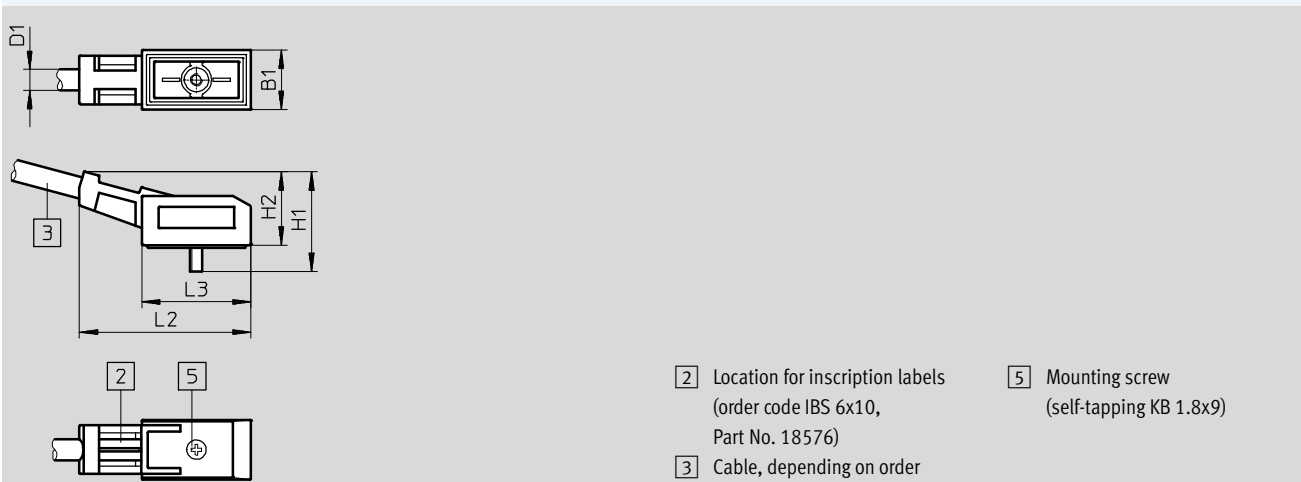 D1
B1
H2
H1
3
L3
L2
2
5
2 Location for inscription labels
(order code IBS 6x10,
Part No. 18576)
3 Cable, depending on order
5 Mounting screw
(self-tapping KB 1.8x9)